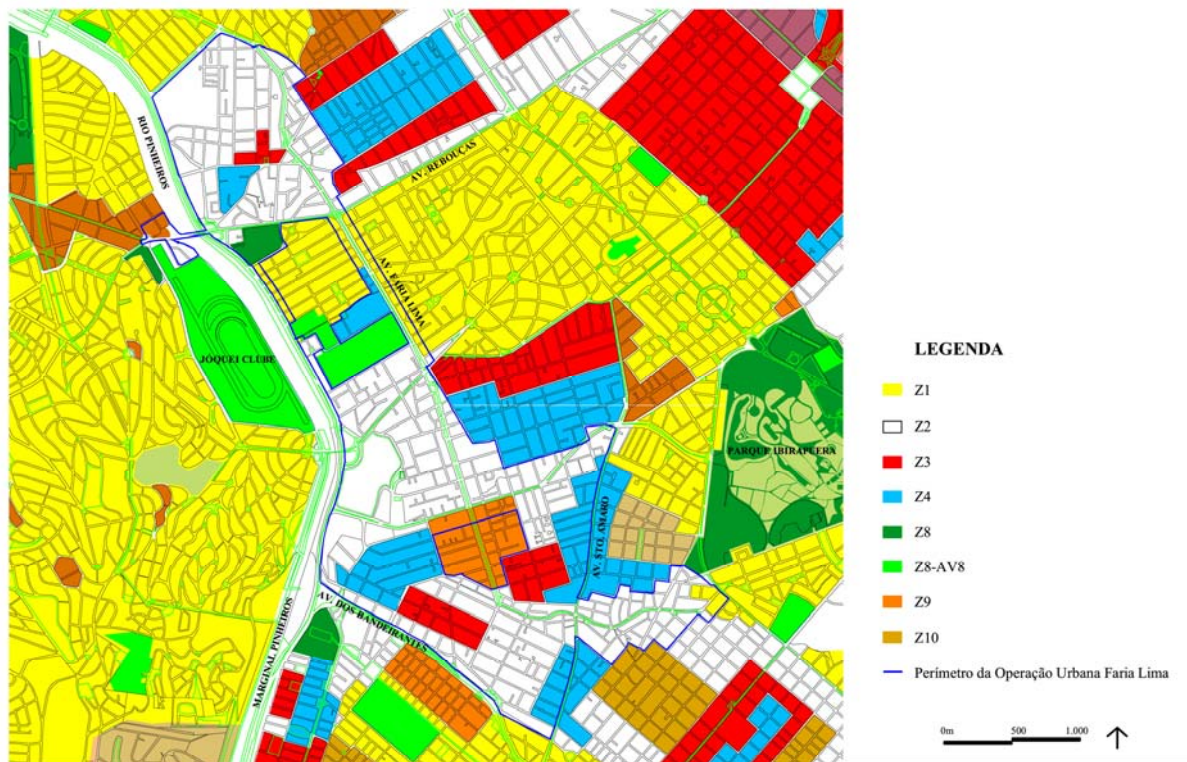 RIO PINHEIROS
AV. REBOUÇAS
AV. FARIA LIMA
JOQUEI CLUBE
PARQUE IBIRAPUERA
AV. STO. AMARO
AV. DOS BANDEIRANTES
MARGINAL PINHEIROS
LEGENDA
Z1
Z2
Z3
Z4
Z8
Z8-AV8
Z9
Z10
Perímetro da Operação Urbana Faria Lima
0m 500 1.000